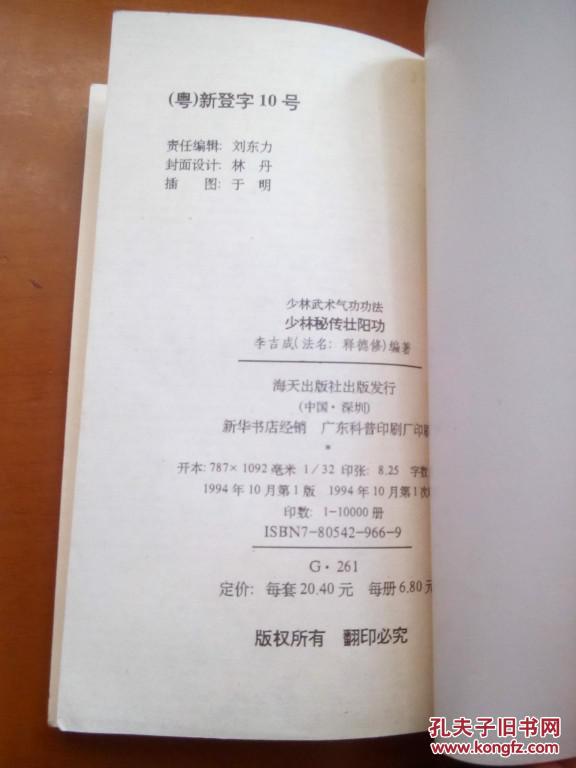 (粤)新登字10号
责任编辑: 刘东力
封面设计: 林 丹
插 图: 于 明
少林武术气功功法
少林秘传壮阳功
李吉成(法名: 释德修)编著
海天出版社出版发行
(中国·深圳)
新华书店经销 广东科普印刷厂印
*
开本: 787×1092毫米 1/32 印张: 8.25 字数
1994年10月第1版 1994年10月第1次
印数: 1-10000册
ISBN7-80542-966-9
G·261
定价: 每套20.40元 每册6.80元
版权所有 翻印必究
孔夫子旧书网
www.kongfz.com